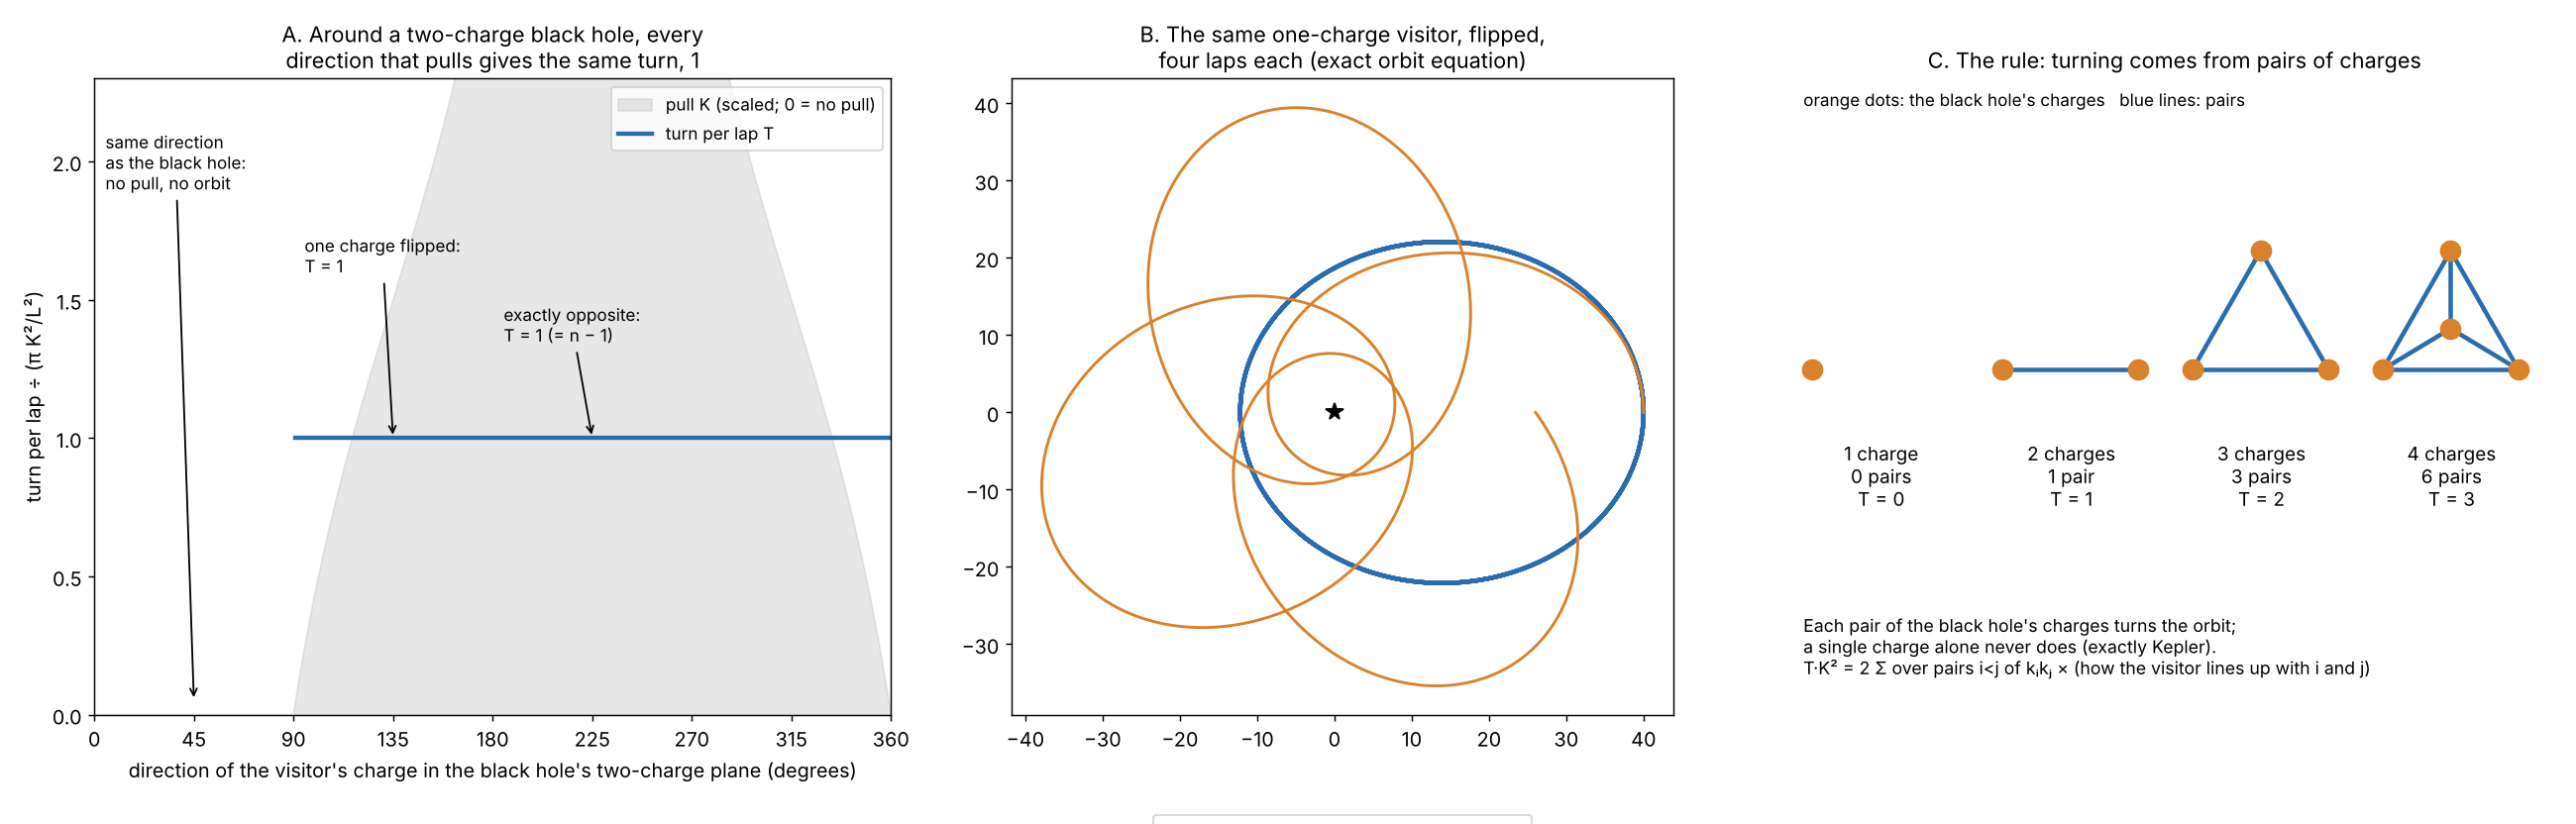 A. Around a two-charge black hole, every
direction that pulls gives the same turn, 1
pull K (scaled; 0 = no pull)
turn per lap T
same direction
as the black hole:
no pull, no orbit
one charge flipped:
T = 1
exactly opposite:
T = 1 (= n − 1)
turn per lap ÷ (π K²/L²)
2.0
1.5
1.0
0.5
0.0
0 45 90 135 180 225 270 315 360
direction of the visitor's charge in the black hole's two-charge plane (degrees)
B. The same one-charge visitor, flipped,
four laps each (exact orbit equation)
40
30
20
10
0
−10
−20
−30
−40 −30 −20 −10 0 10 20 30 40
C. The rule: turning comes from pairs of charges
orange dots: the black hole's charges blue lines: pairs
1 charge
0 pairs
T = 0
2 charges
1 pair
T = 1
3 charges
3 pairs
T = 2
4 charges
6 pairs
T = 3
Each pair of the black hole's charges turns the orbit;
a single charge alone never does (exactly Kepler).
T·K² = 2 Σ over pairs i<j of kᵢkⱼ × (how the visitor lines up with i and j)